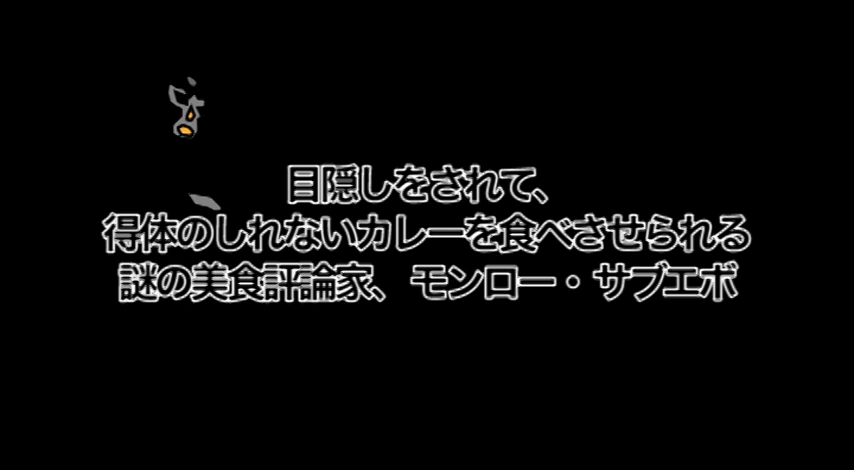 目隠しをされて、
得体のしれないカレーを食べさせられる
謎の美食評論家、モンロー・サブエボ